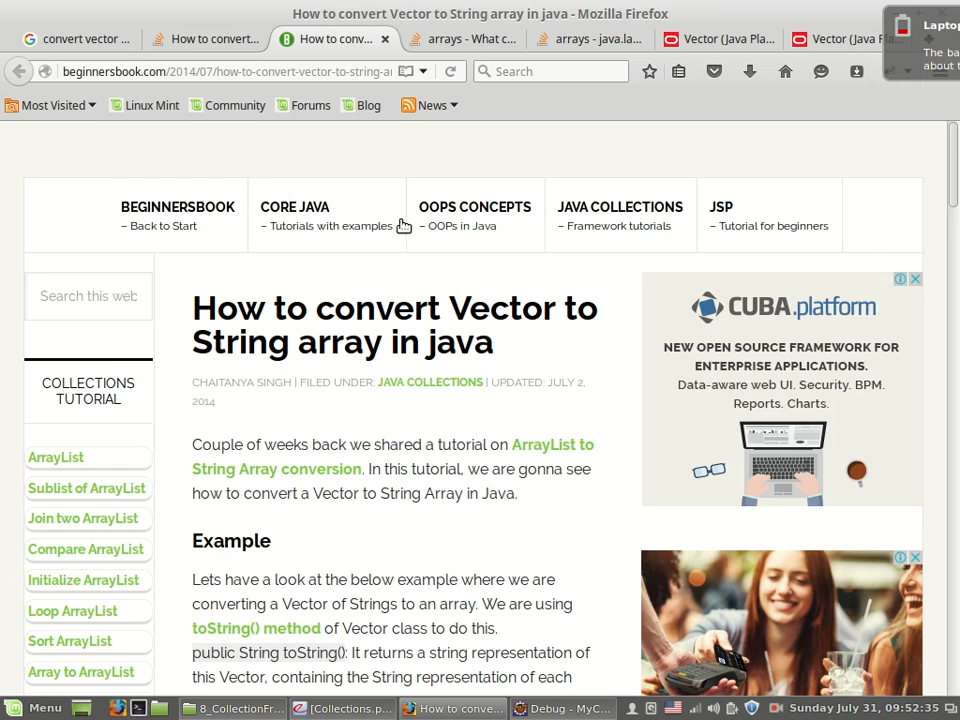 How to convert Vector to String array in java - Mozilla Firefox
convert vector ...
How to convert...
How to conv...
arrays - What c...
arrays - java.la...
Vector (Java Pla...
Vector (Java
Laptop
The ba
about t
beginnersbook.com/2014/07/how-to-convert-vector-to-string-ar
Search
Most Visited
Linux Mint
Community
Forums
Blog
News
BEGINNERSBOOK
– Back to Start
CORE JAVA
– Tutorials with examples
OOPS CONCEPTS
– OOPs in Java
JAVA COLLECTIONS
– Framework tutorials
JSP
– Tutorial for beginners
Search this web
COLLECTIONS
TUTORIAL
ArrayList
Sublist of ArrayList
Join two ArrayList
Compare ArrayList
Initialize ArrayList
Loop ArrayList
Sort ArrayList
Array to ArrayList
How to convert Vector to
String array in java
CHAITANYA SINGH | FILED UNDER: JAVA COLLECTIONS | UPDATED: JULY 2,
2014
Couple of weeks back we shared a tutorial on ArrayList to
String Array conversion. In this tutorial, we are gonna see
how to convert a Vector to String Array in Java.
Example
Lets have a look at the below example where we are
converting a Vector of Strings to an array. We are using
toString() method of Vector class to do this.
public String toString(): It returns a string representation of
this Vector, containing the String representation of each
CUBA.platform
NEW OPEN SOURCE FRAMEWORK FOR
ENTERPRISE APPLICATIONS.
Data-aware web UI. Security. BPM.
Reports. Charts.
Menu
8_CollectionFr...
[Collections.p...
How to conve...
Debug - MyC...
Sunday July 31, 09:52:35